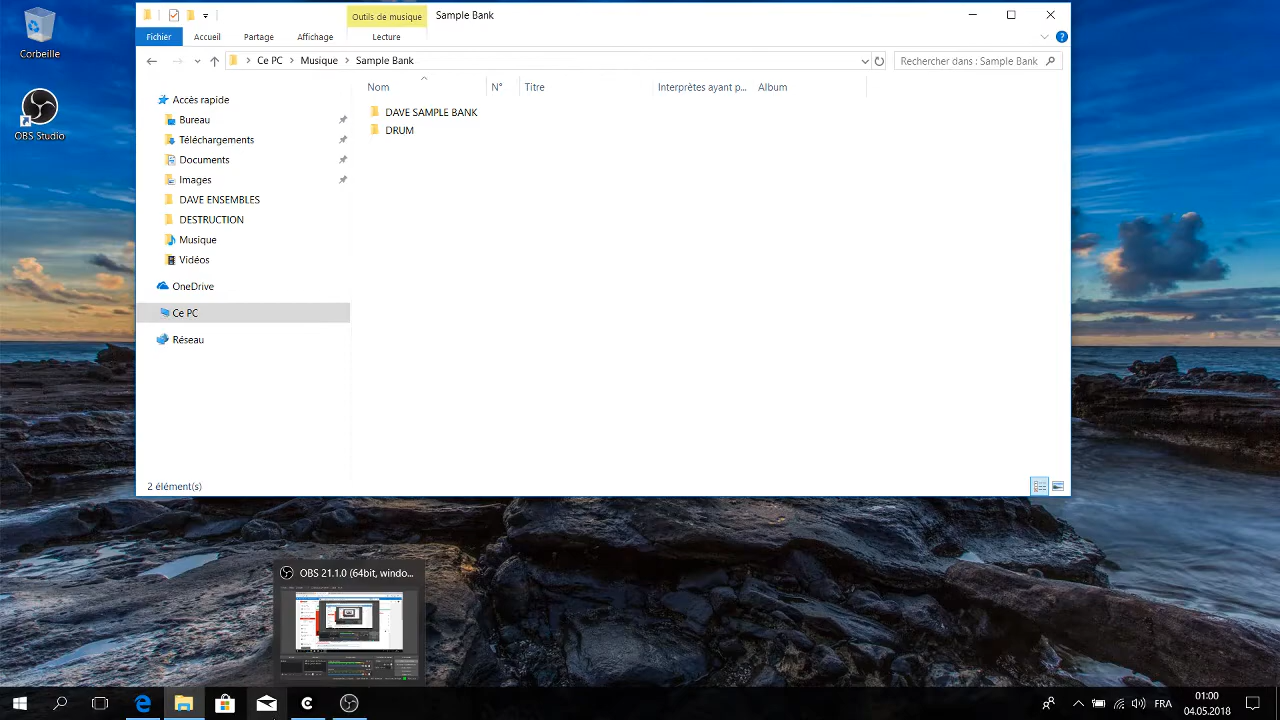 Corbeille
OBS Studio
Outils de musique
Sample Bank
Fichier
Accueil
Partage
Affichage
Lecture
Ce PC
Musique
Sample Bank
Rechercher dans : Sample Bank
Nom
N°
Titre
Interprètes ayant p...
Album
Accès rapide
Bureau
Téléchargements
Documents
Images
DAVE ENSEMBLES
DESTRUCTION
Musique
Vidéos
OneDrive
Ce PC
Réseau
DAVE SAMPLE BANK
DRUM
2 élément(s)
OBS 21.1.0 (64bit, windo...
FRA
01:00
04.05.2018